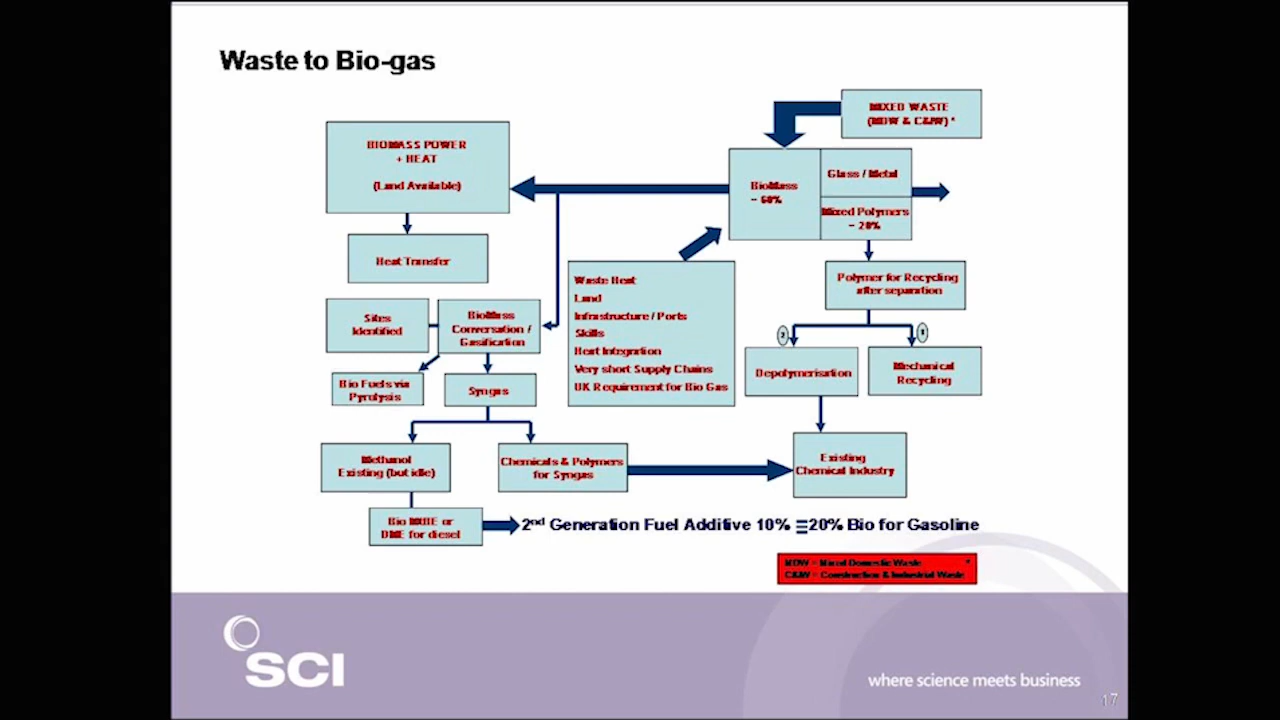 Waste to Bio-gas
MIXED WASTE
(MDW & C&IW) *
BIOMASS POWER
+ HEAT
(Land Available)
BioMass
~ 60%
Glass / Metal
Mixed Polymers
~ 20%
Heat Transfer
Waste Heat
Land
Infrastructure / Ports
Skills
Heat Integration
Very short Supply Chains
UK Requirement for Bio Gas
Polymer for Recycling
after separation
Sites
Identified
BioMass
Conversation /
Gasification
2
1
Depolymerisation
Mechanical
Recycling
Bio Fuels via
Pyrolysis
Syngas
Methanol
Existing (but idle)
Chemicals & Polymers
for Syngas
Existing
Chemical Industry
Bio MTBE or
DME for diesel
2nd Generation Fuel Additive 10% ≡ 20% Bio for Gasoline
MDW = Mixed Domestic Waste *
C&IW = Construction & Industrial Waste
SCI
where science meets business
17